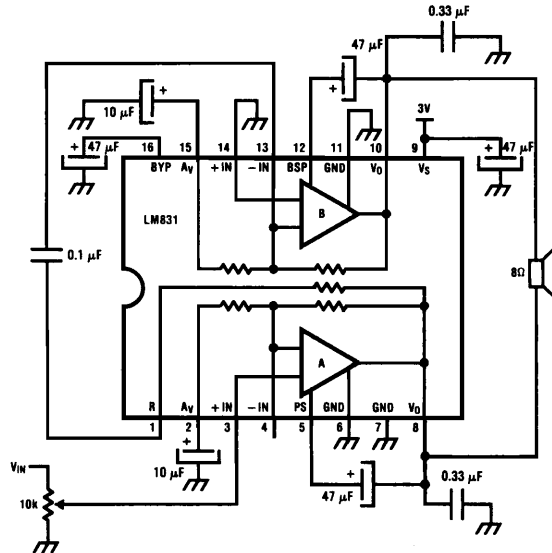 0.33 µF
47 µF
+
+
10 µF
3V
+
47 µF
+
47 µF
16 15 14 13 12 11 10 9
BYP AV +IN −IN BSP GND VO VS
LM831
B
0.1 µF
8Ω
A
R AV +IN −IN PS GND GND VO
1 2 3 4 5 6 7 8
+
10 µF
VIN
10k
+
47 µF
0.33 µF